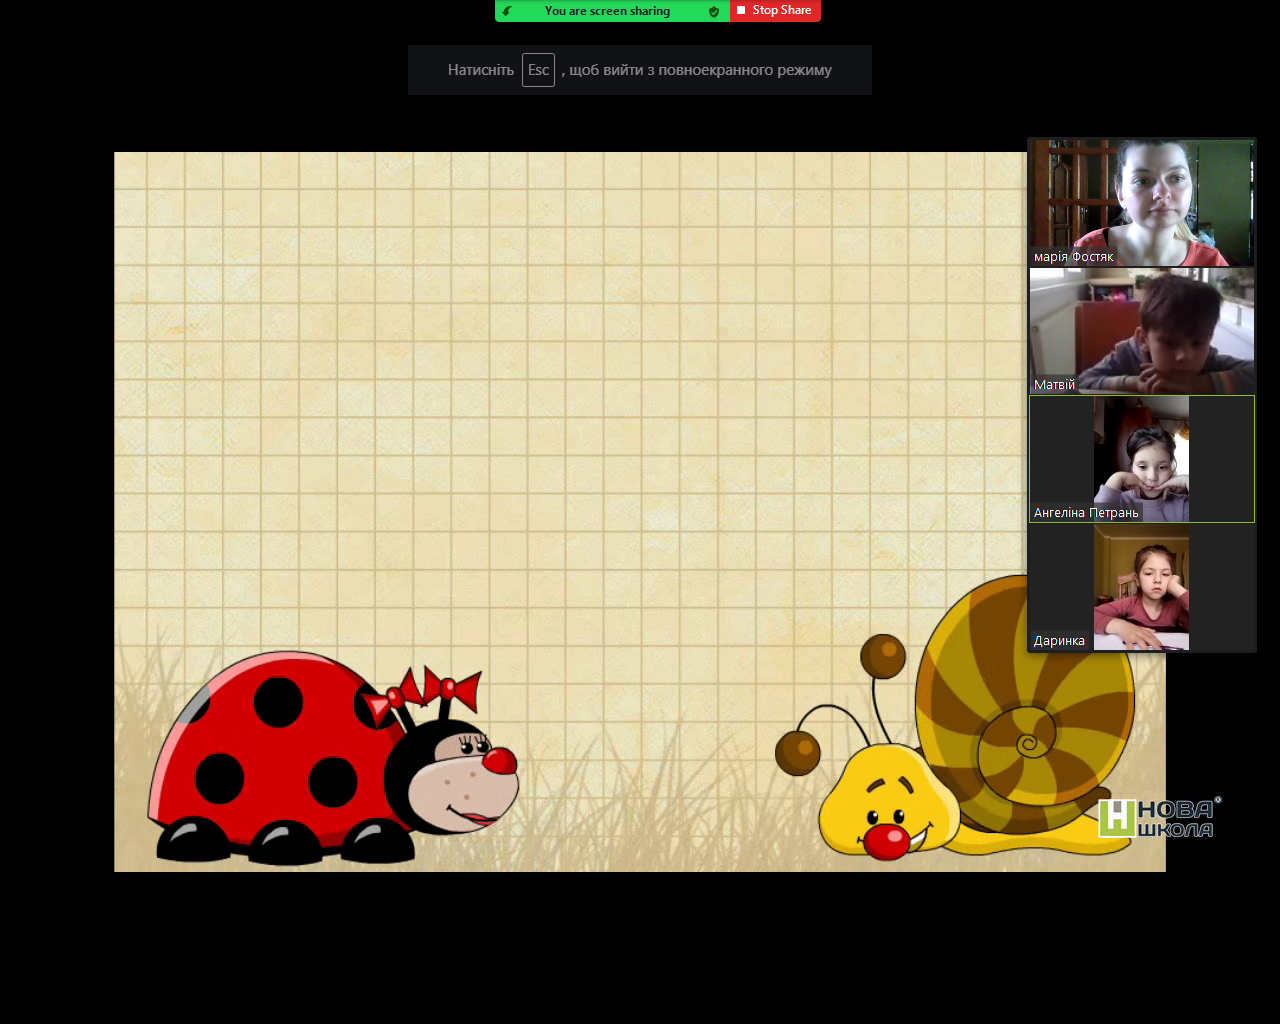 You are screen sharing
Stop Share
Натисніть Esc , щоб вийти з повноекранного режиму
марія Фостяк
Матвій
Ангеліна Петрань
Даринка
Н НОВА
ШКОЛА